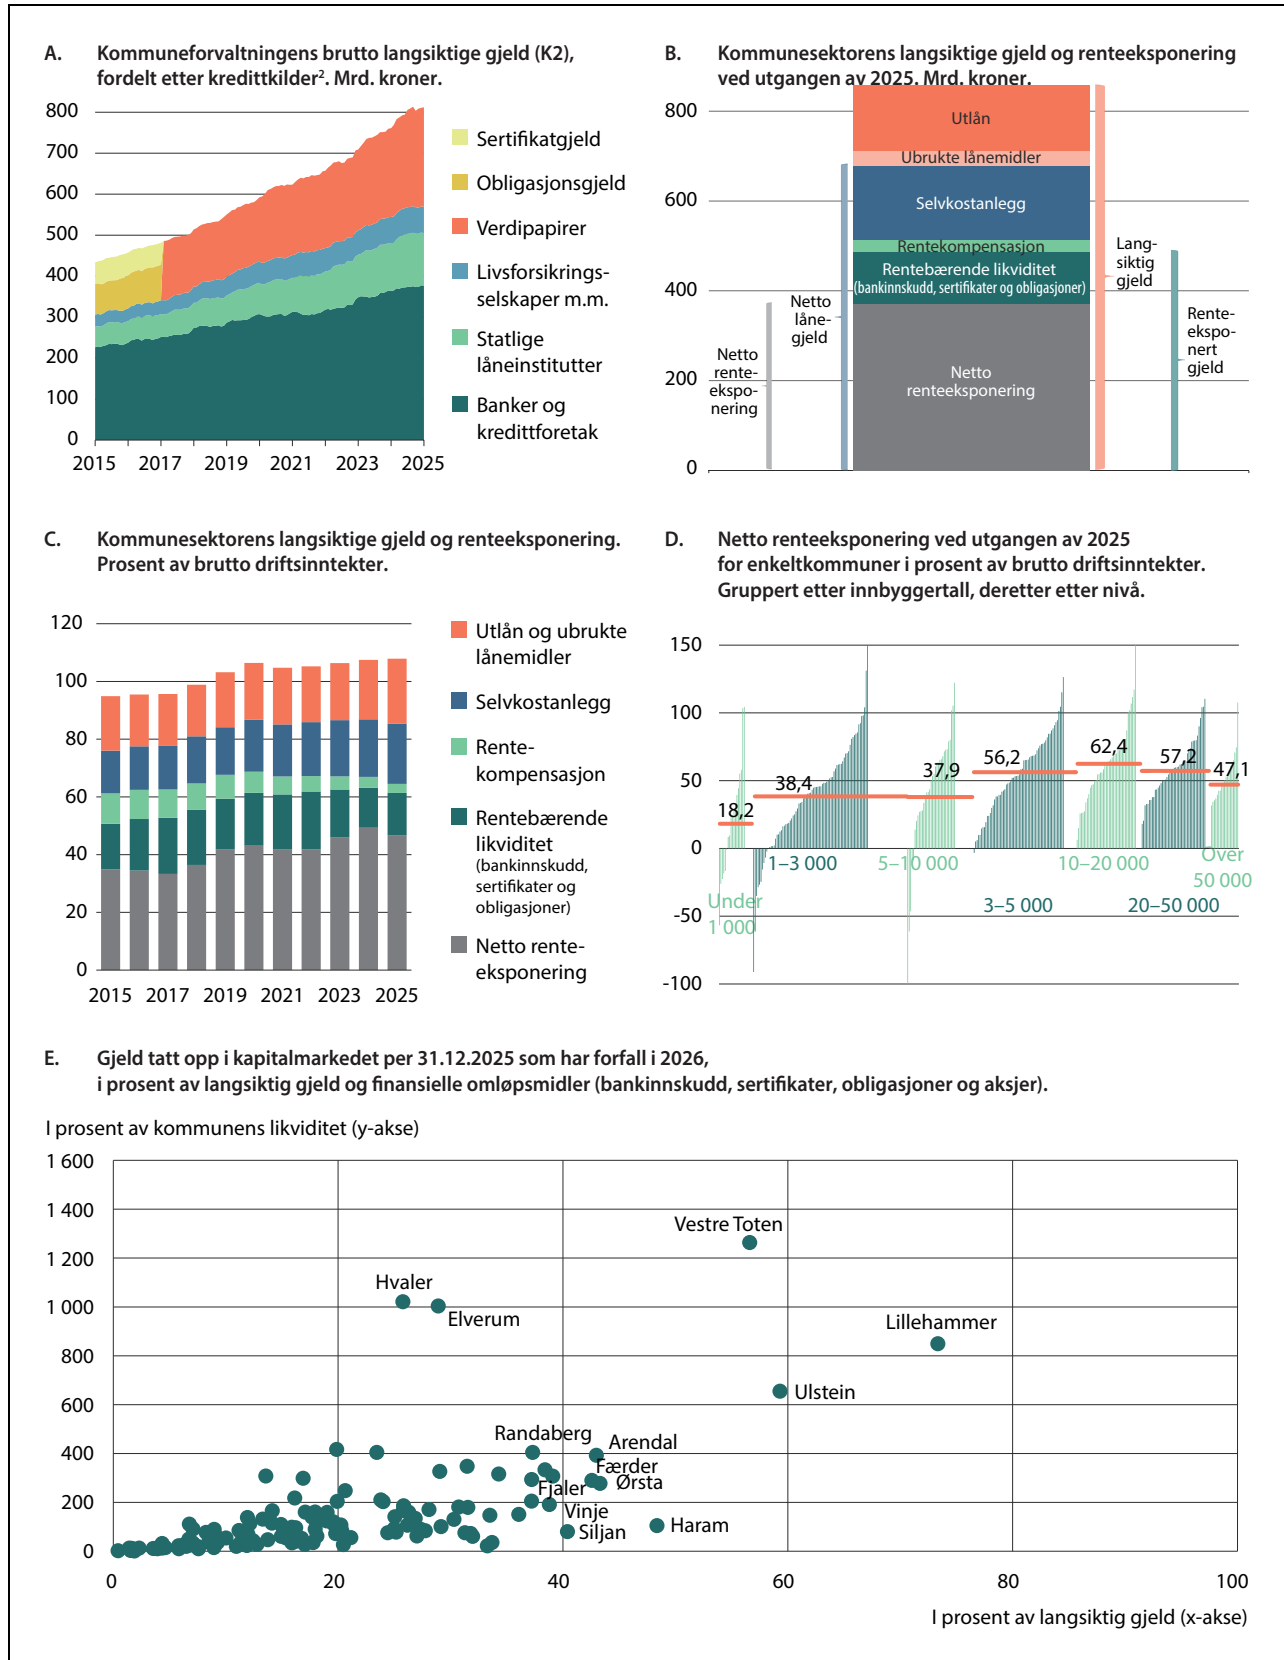 A. Kommuneforvaltningens brutto langsiktige gjeld (K2),
fordelt etter kredittkilder². Mrd. kroner.
800
700
600
500
400
300
200
100
0
2015 2017 2019 2021 2023 2025
Sertifikatgjeld
Obligasjonsgjeld
Verdipapirer
Livsforsikrings-
selskaper m.m.
Statlige
låneinstitutter
Banker og
kredittforetak
B. Kommunesektorens langsiktige gjeld og renteeksponering
ved utgangen av 2025. Mrd. kroner.
800
600
400
200
0
Utlån
Ubrukte lånemidler
Selvkostanlegg
Rentekompensasjon
Rentebærende likviditet
(bankinnskudd, sertifikater og obligasjoner)
Netto
renteeksponering
Netto
rente-
ekspo-
nering
Netto
låne-
gjeld
Lang-
siktig
gjeld
Rente-
ekspo-
nert
gjeld
C. Kommunesektorens langsiktige gjeld og renteeksponering.
Prosent av brutto driftsinntekter.
120
100
80
60
40
20
0
2015 2017 2019 2021 2023 2025
Utlån og ubrukte
lånemidler
Selvkostanlegg
Rente-
kompensasjon
Rentebærende
likviditet
(bankinnskudd,
sertifikater og
obligasjoner)
Netto rente-
eksponering
D. Netto renteeksponering ved utgangen av 2025
for enkeltkommuner i prosent av brutto driftsinntekter.
Gruppert etter innbyggertall, deretter etter nivå.
150
100
50
0
-50
-100
18,2
38,4
37,9
56,2
62,4
57,2
47,1
Under
1 000
1–3 000
5–10 000
3–5 000
10–20 000
20–50 000
Over
50 000
E. Gjeld tatt opp i kapitalmarkedet per 31.12.2025 som har forfall i 2026,
i prosent av langsiktig gjeld og finansielle omløpsmidler (bankinnskudd, sertifikater, obligasjoner og aksjer).
I prosent av kommunens likviditet (y-akse)
1 600
1 400
1 200
1 000
800
600
400
200
0
Vestre Toten
Hvaler
Elverum
Lillehammer
Ulstein
Randaberg
Arendal
Færder
Ørsta
Fjaler
Vinje
Siljan
Haram
0 20 40 60 80 100
I prosent av langsiktig gjeld (x-akse)